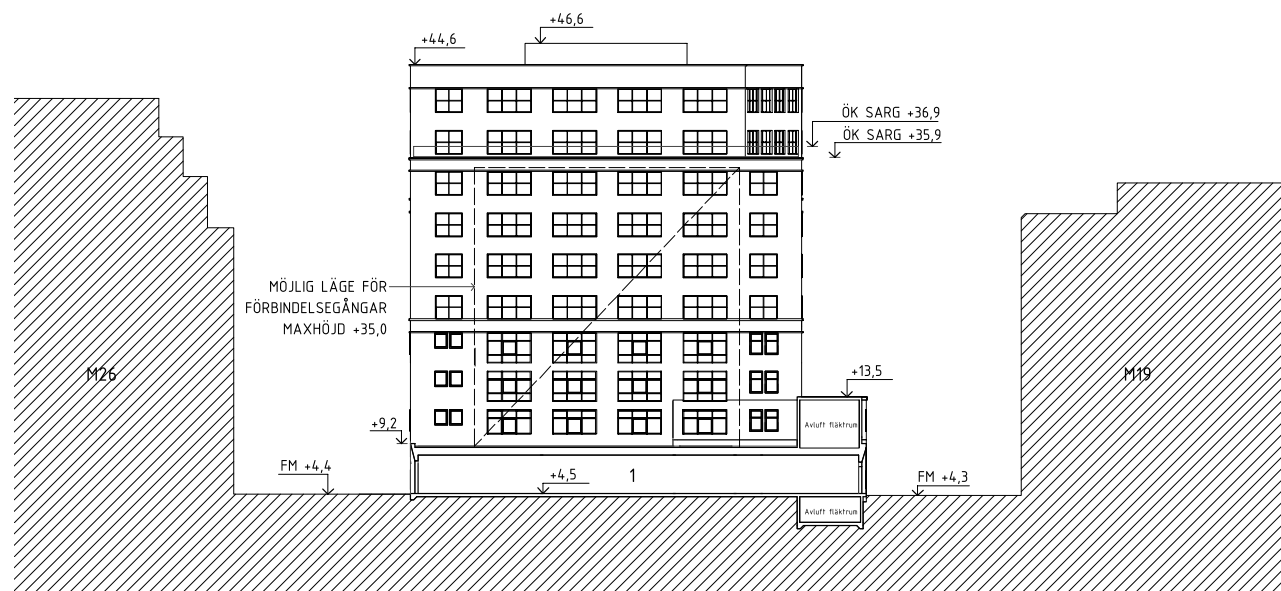 +46,6
+44,6
ÖK SARG +36,9
ÖK SARG +35,9
MÖJLIG LÄGE FÖR
FÖRBINDELSEGÅNGAR
MAXHÖJD +35,0
M26
M19
+13,5
Avluft fläktrum
+9,2
FM +4,4
+4,5
1
FM +4,3
Avluft fläktrum